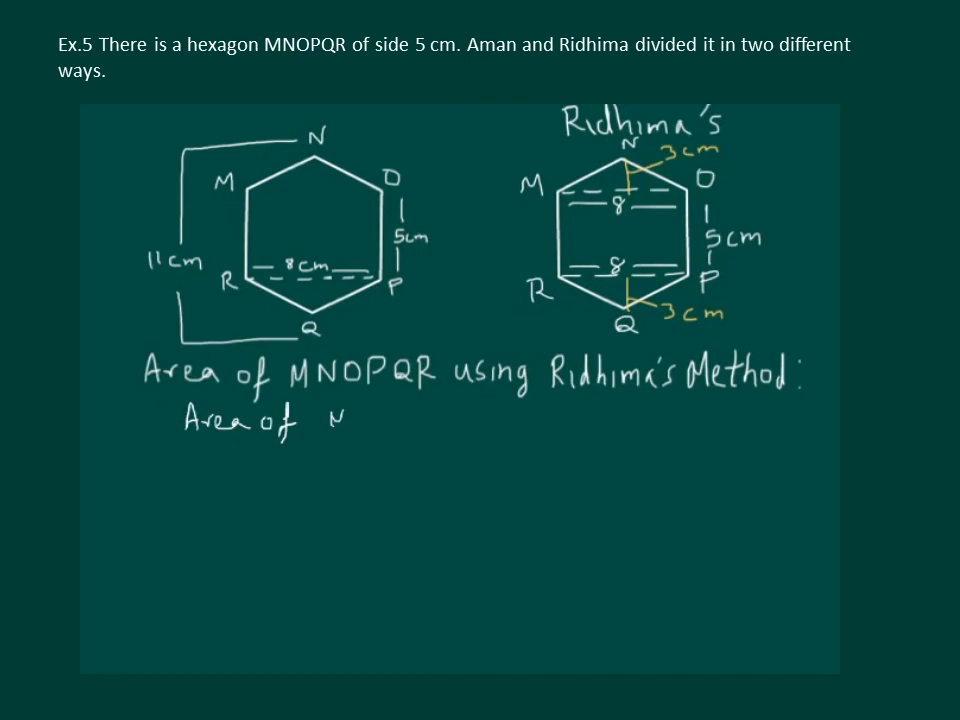 Ex.5 There is a hexagon MNOPQR of side 5 cm. Aman and Ridhima divided it in two different
ways.
Ridhima's
N
N
3cm
M
O
M
O
8
5cm
5cm
11cm
8cm
8
R
P
R
P
Q
Q
3cm
Area of MNOPQR using Ridhima's Method:
Area of N